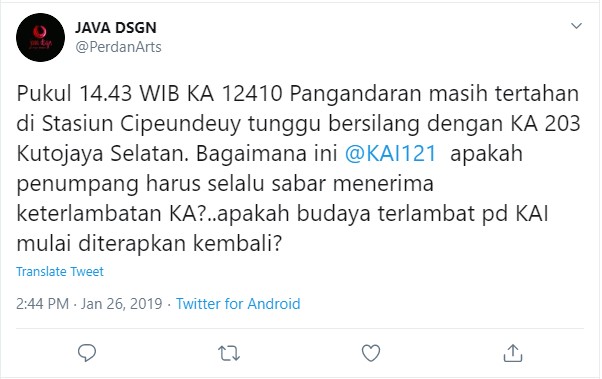 JAVA DSGN
@PerdanArts
Pukul 14.43 WIB KA 12410 Pangandaran masih tertahan
di Stasiun Cipeundeuy tunggu bersilang dengan KA 203
Kutojaya Selatan. Bagaimana ini @KAI121 apakah
penumpang harus selalu sabar menerima
keterlambatan KA?..apakah budaya terlambat pd KAI
mulai diterapkan kembali?
Translate Tweet
2:44 PM · Jan 26, 2019 · Twitter for Android